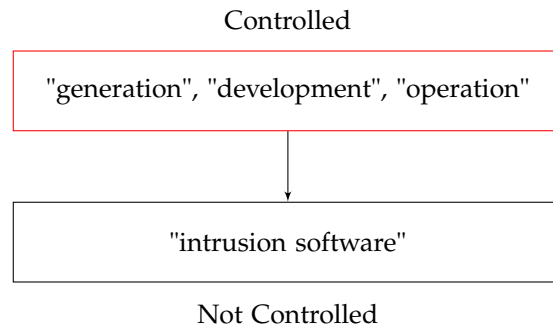 Controlled
"generation", "development", "operation"
"intrusion software"
Not Controlled